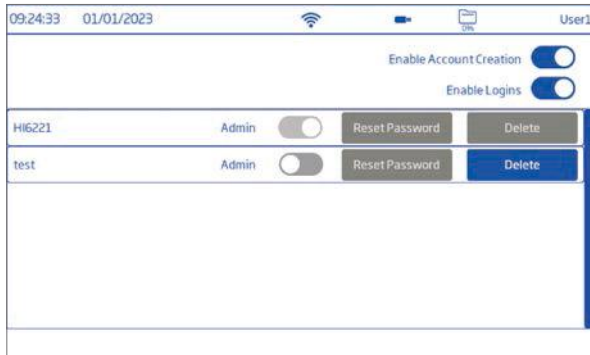 09:24:33 01/01/2023 0% User1
Enable Account Creation
Enable Logins
HI6221 Admin Reset Password Delete
test Admin Reset Password Delete